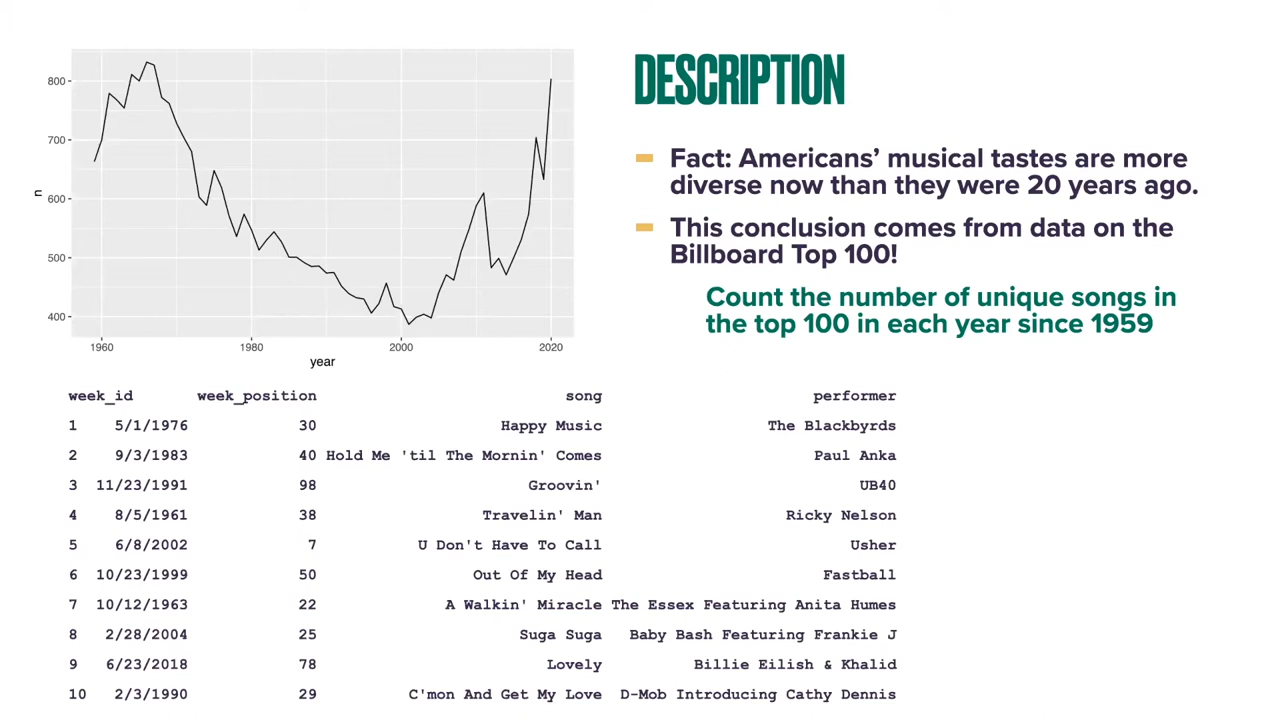 DESCRIPTION
Fact: Americans’ musical tastes are more
diverse now than they were 20 years ago.
This conclusion comes from data on the
Billboard Top 100!
Count the number of unique songs in
the top 100 in each year since 1959
800
700
600
500
400
n
1960 1980 2000 2020
year
week_id week_position song performer
1 5/1/1976 30 Happy Music The Blackbyrds
2 9/3/1983 40 Hold Me 'til The Mornin' Comes Paul Anka
3 11/23/1991 98 Groovin' UB40
4 8/5/1961 38 Travelin' Man Ricky Nelson
5 6/8/2002 7 U Don't Have To Call Usher
6 10/23/1999 50 Out Of My Head Fastball
7 10/12/1963 22 A Walkin' Miracle The Essex Featuring Anita Humes
8 2/28/2004 25 Suga Suga Baby Bash Featuring Frankie J
9 6/23/2018 78 Lovely Billie Eilish & Khalid
10 2/3/1990 29 C'mon And Get My Love D-Mob Introducing Cathy Dennis